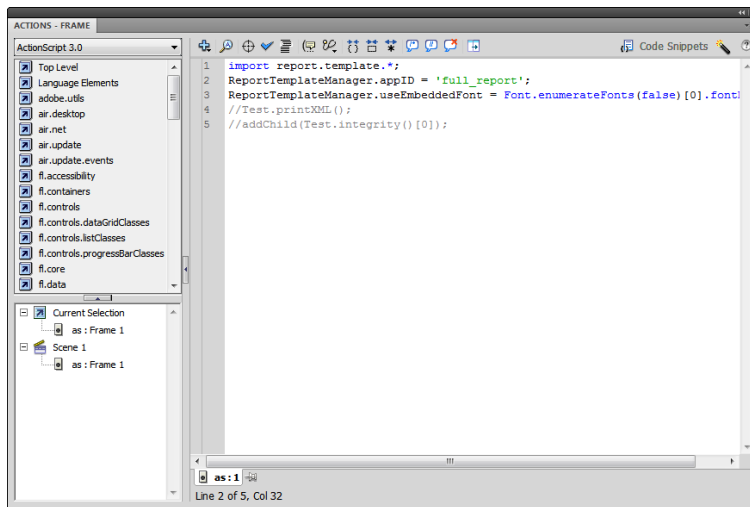 ACTIONS - FRAME
ActionScript 3.0
Top Level
Language Elements
adobe.utils
air.desktop
air.net
air.update
air.update.events
fl.accessibility
fl.containers
fl.controls
fl.controls.dataGridClasses
fl.controls.listClasses
fl.controls.progressBarClasses
fl.core
fl.data
Current Selection
as : Frame 1
Scene 1
as : Frame 1
Code Snippets
1 import report.template.*;
2 ReportTemplateManager.appID = 'full_report';
3 ReportTemplateManager.useEmbeddedFont = Font.enumerateFonts(false)[0].font
4 //Test.printXML();
5 //addChild(Test.integrity()[0]);
as : 1
Line 2 of 5, Col 32